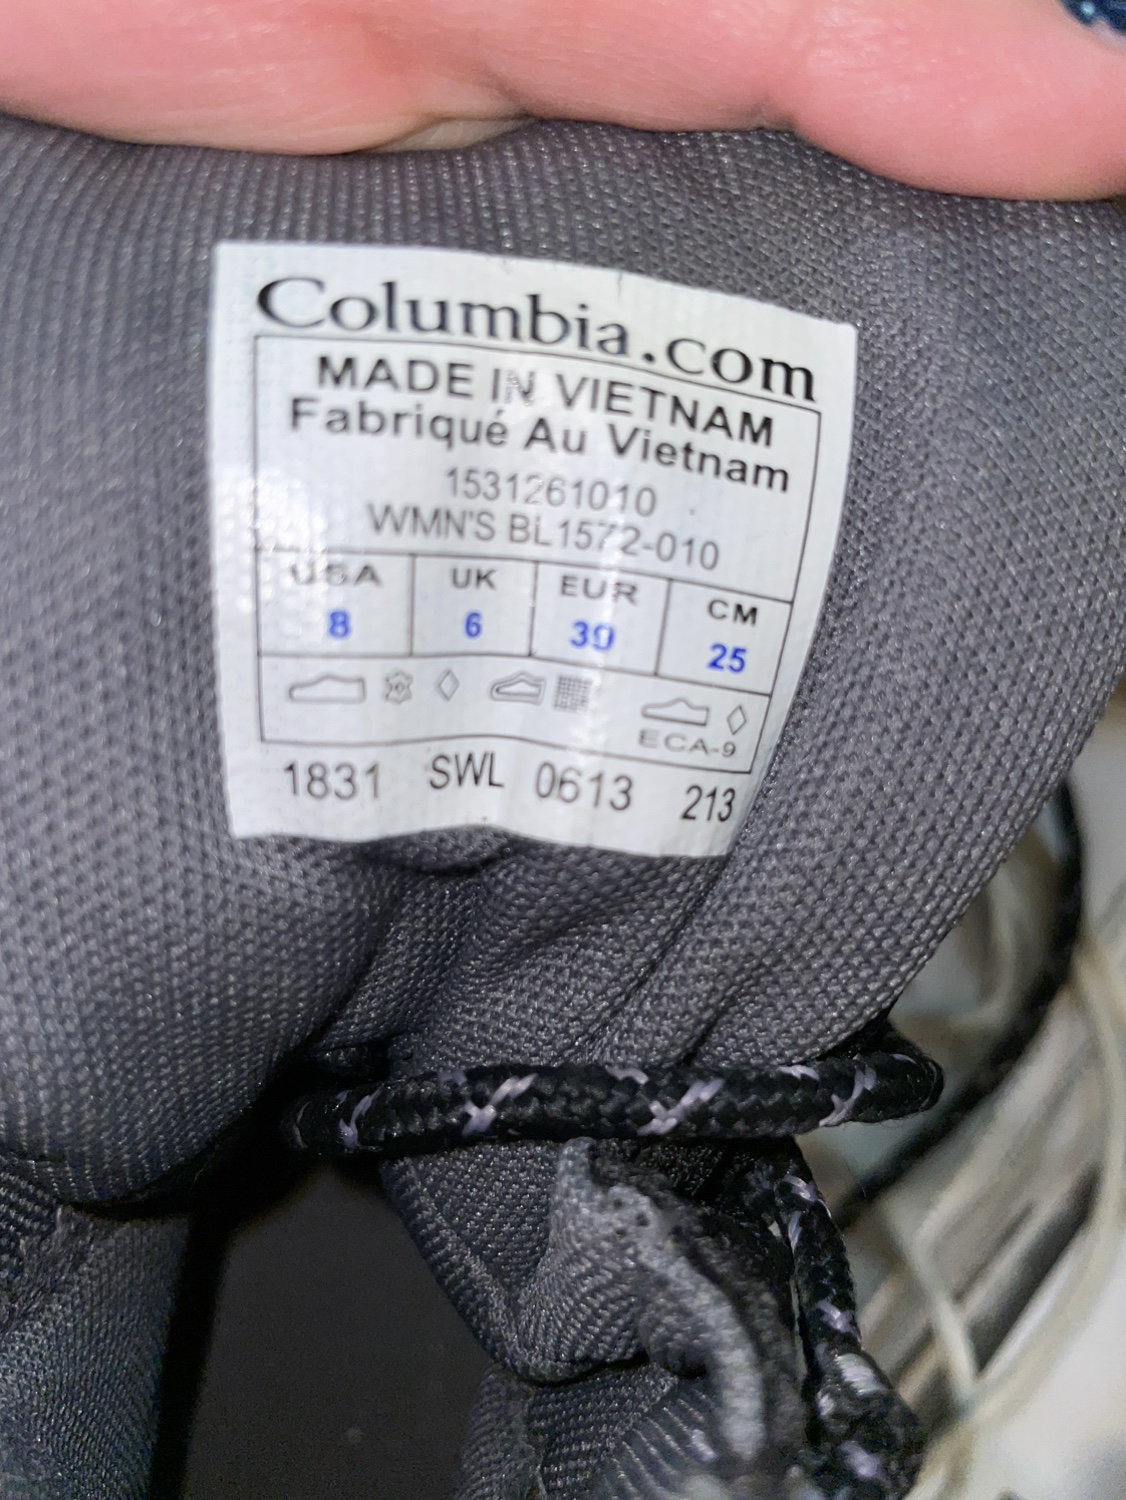 Columbia.com
MADE IN VIETNAM
Fabriqué Au Vietnam
1531261010
WMN'S BL1572-010
USA UK EUR CM
8 6 39 25
ECA-9
1831 SWL 0613 213